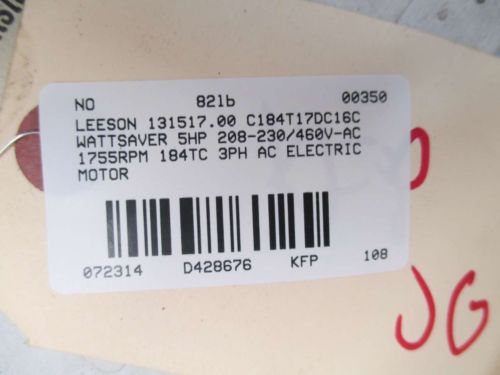 NO 82lb 00350
LEESON 131517.00 C184T17DC16C
WATTSAVER 5HP 208-230/460V-AC
1755RPM 184TC 3PH AC ELECTRIC
MOTOR
072314 D428676 KFP 108
JG